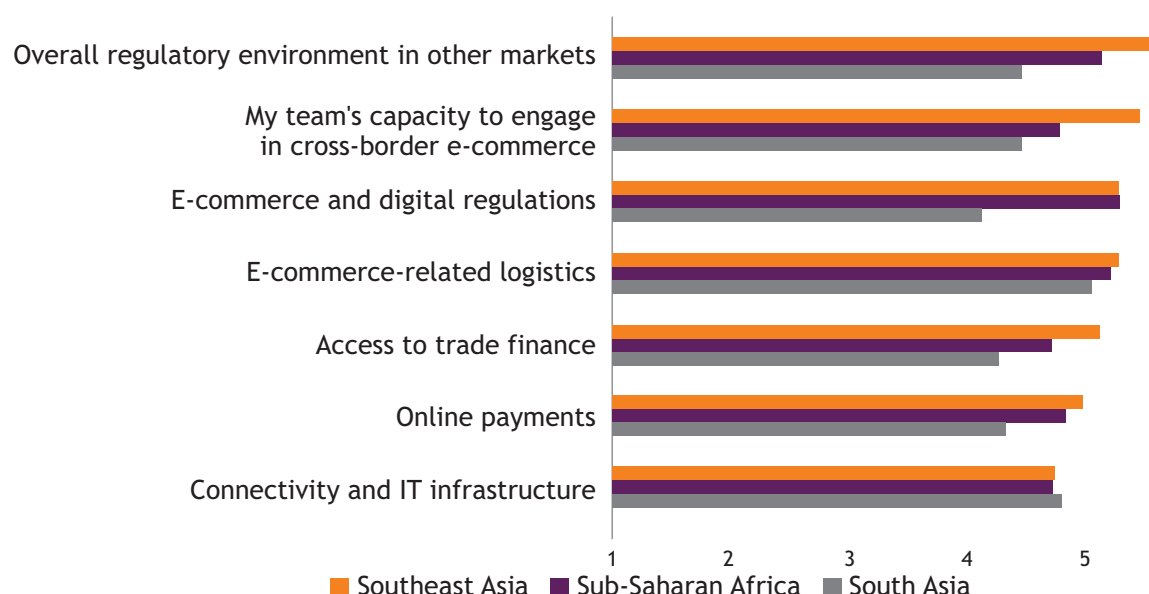 Overall regulatory environment in other markets
My team's capacity to engage
in cross-border e-commerce
E-commerce and digital regulations
E-commerce-related logistics
Access to trade finance
Online payments
Connectivity and IT infrastructure
1 2 3 4 5
Southeast Asia Sub-Saharan Africa South Asia